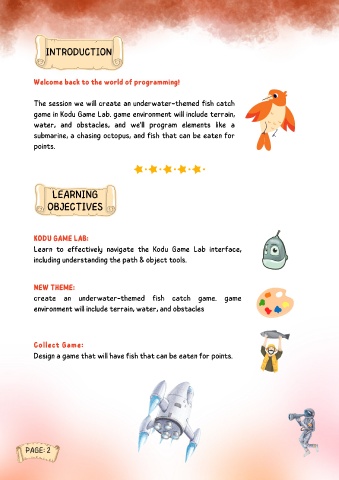 INTRODUCTION
Welcome back to the world of programming!
The session we will create an underwater-themed fish catch
game in Kodu Game Lab. game environment will include terrain,
water, and obstacles, and we'll program elements like a
submarine, a chasing octopus, and fish that can be eaten for
points.
LEARNING
OBJECTIVES
KODU GAME LAB:
Learn to effectively navigate the Kodu Game Lab interface,
including understanding the path & object tools.
NEW THEME:
create an underwater-themed fish catch game. game
environment will include terrain, water, and obstacles
Collect Game:
Design a game that will have fish that can be eaten for points.
PAGE: 2